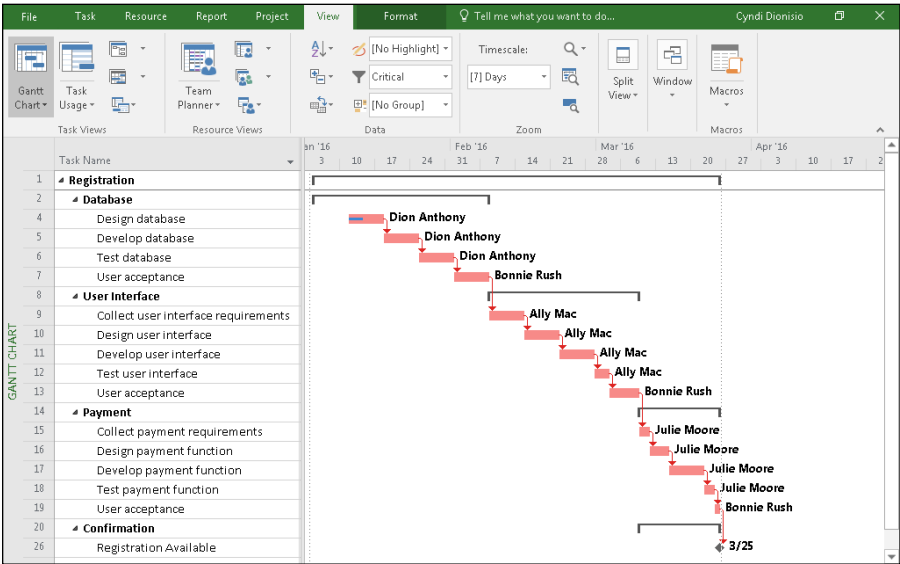 File Task Resource Report Project View Format Tell me what you want to do... Cyndi Dionisio
[No Highlight] Timescale:
Critical [7] Days
Gantt Chart Task Usage Team Planner [No Group] Split View Window Macros
Task Views Resource Views Data Zoom Macros
an '16 Feb '16 Mar '16 Apr '16
Task Name 3 10 17 24 31 7 14 21 28 6 13 20 27 3 10 17 2
1 Registration
2 Database
4 Design database Dion Anthony
5 Develop database Dion Anthony
6 Test database Dion Anthony
7 User acceptance Bonnie Rush
8 User Interface
9 Collect user interface requirements Ally Mac
10 Design user interface Ally Mac
11 Develop user interface Ally Mac
12 Test user interface Ally Mac
13 User acceptance Bonnie Rush
14 Payment
15 Collect payment requirements Julie Moore
16 Design payment function Julie Moore
17 Develop payment function Julie Moore
18 Test payment function Julie Moore
19 User acceptance Bonnie Rush
20 Confirmation
26 Registration Available 3/25
GANTT CHART